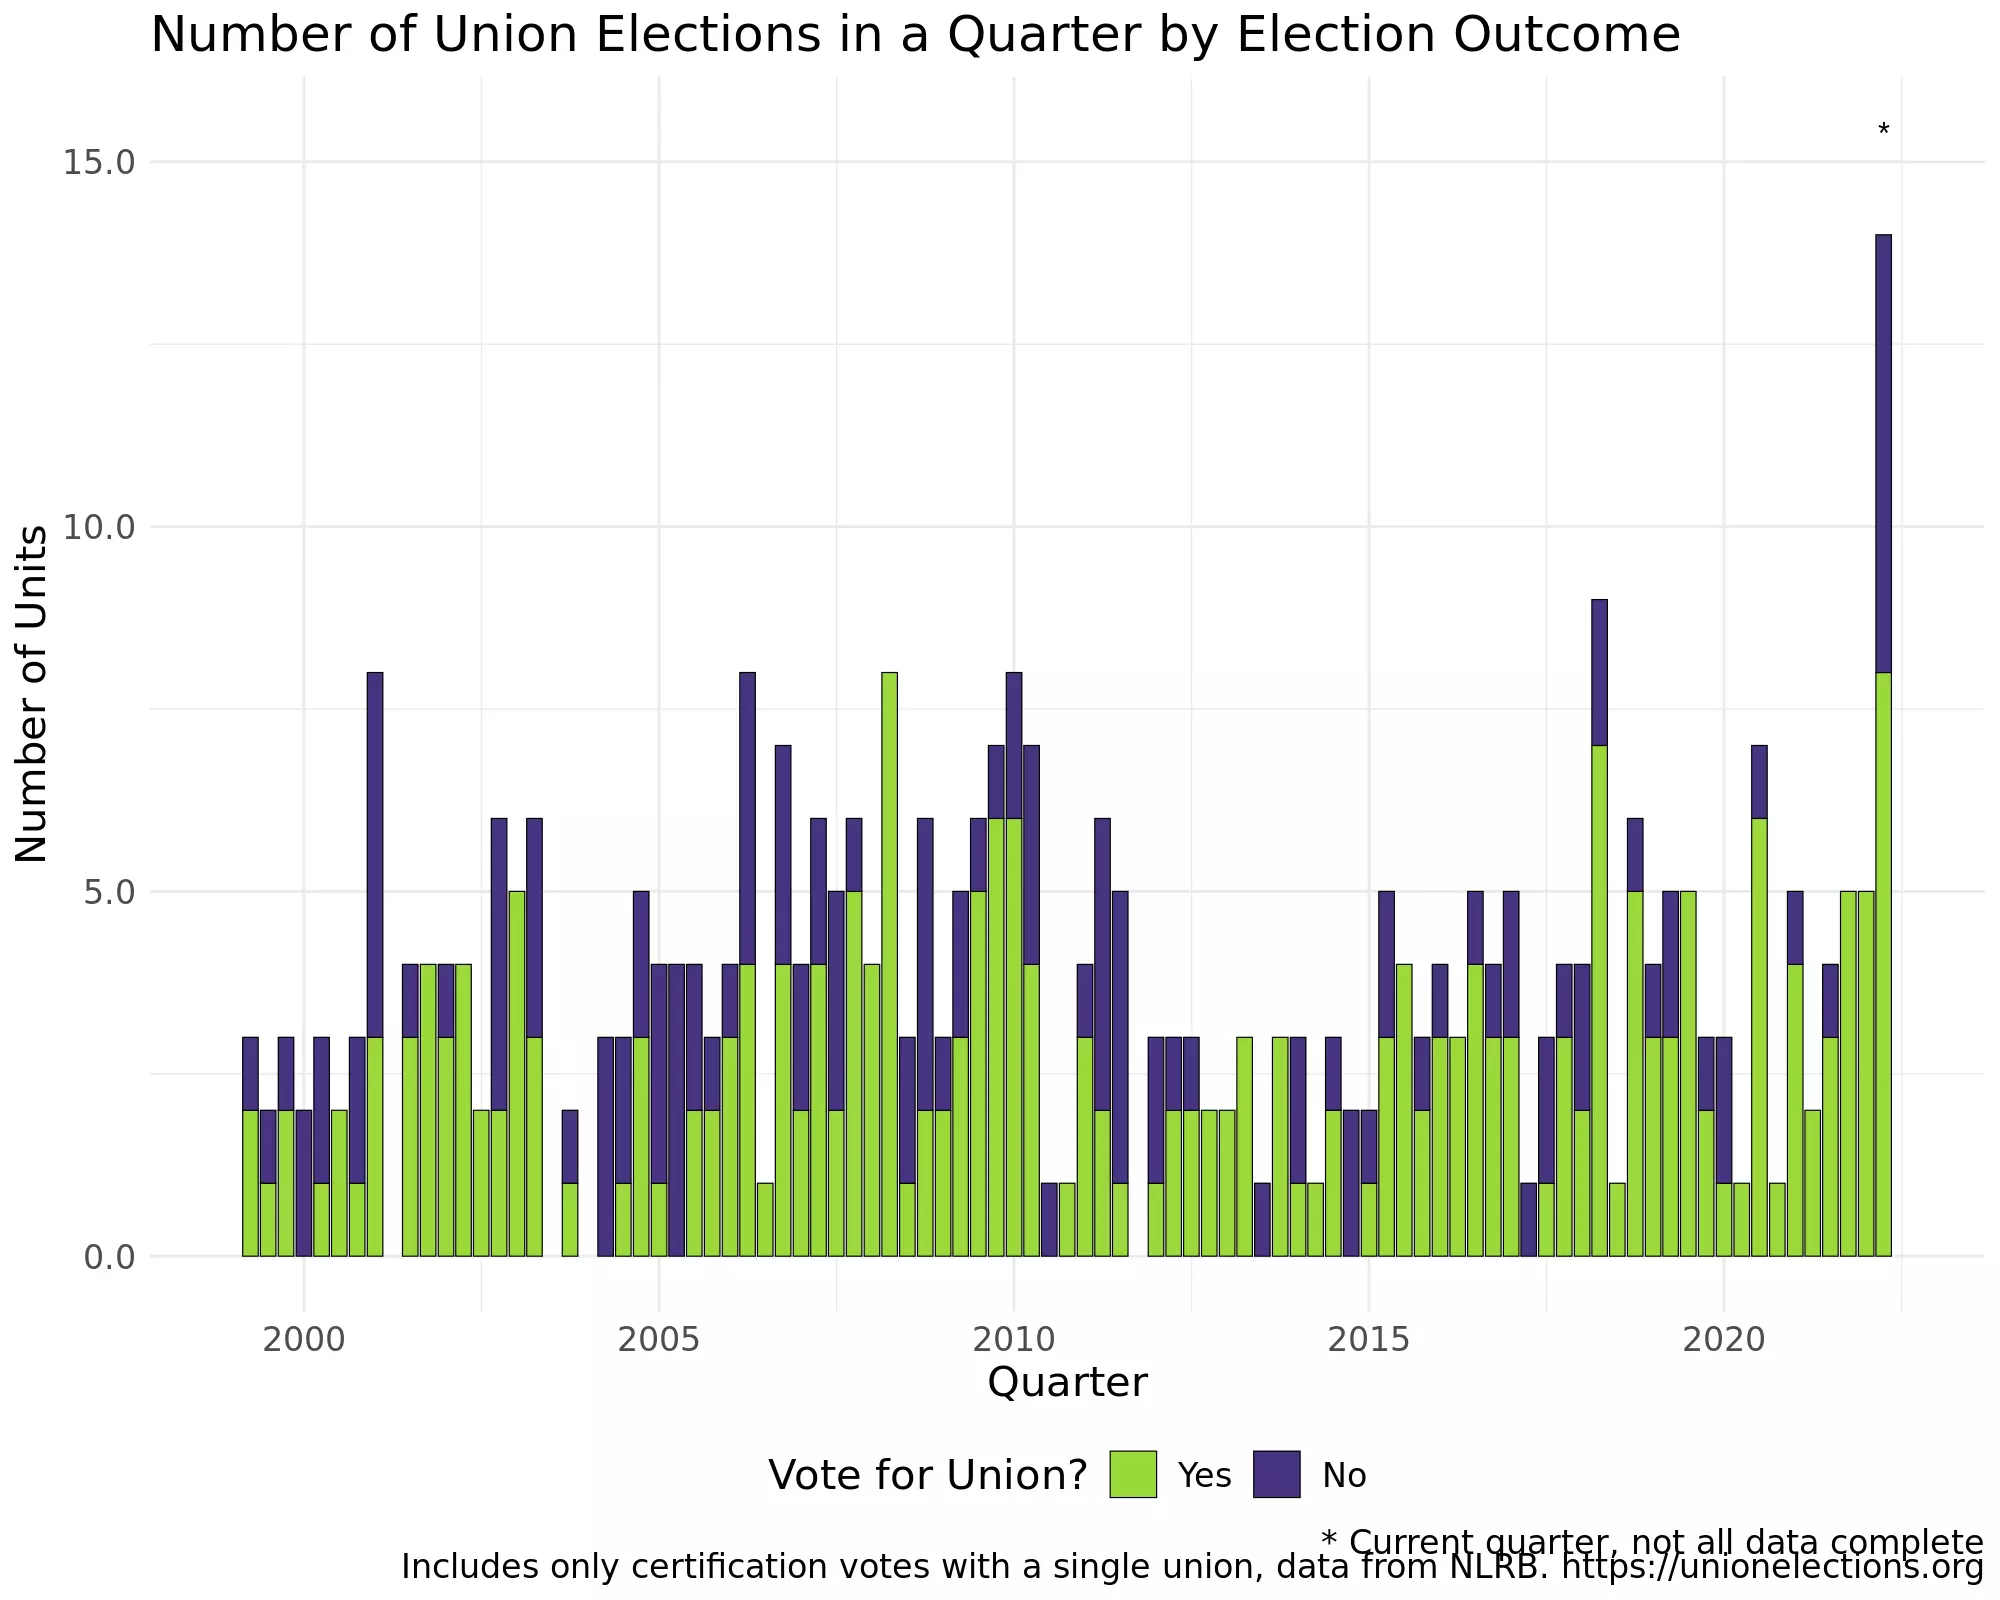 Number of Union Elections in a Quarter by Election Outcome
*
15.0
10.0
5.0
0.0
Number of Units
2000 2005 2010 2015 2020
Quarter
Vote for Union? Yes No
* Current quarter, not all data complete
Includes only certification votes with a single union, data from NLRB. https://unionelections.org